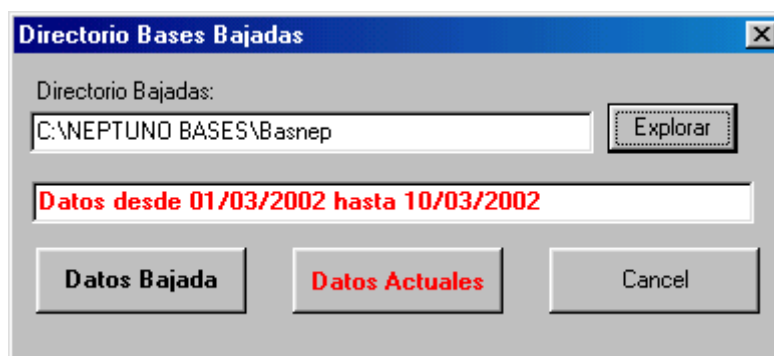 Directorio Bases Bajadas
Directorio Bajadas:
C:\NEPTUNO BASES\Basnep
Explorar
Datos desde 01/03/2002 hasta 10/03/2002
Datos Bajada
Datos Actuales
Cancel